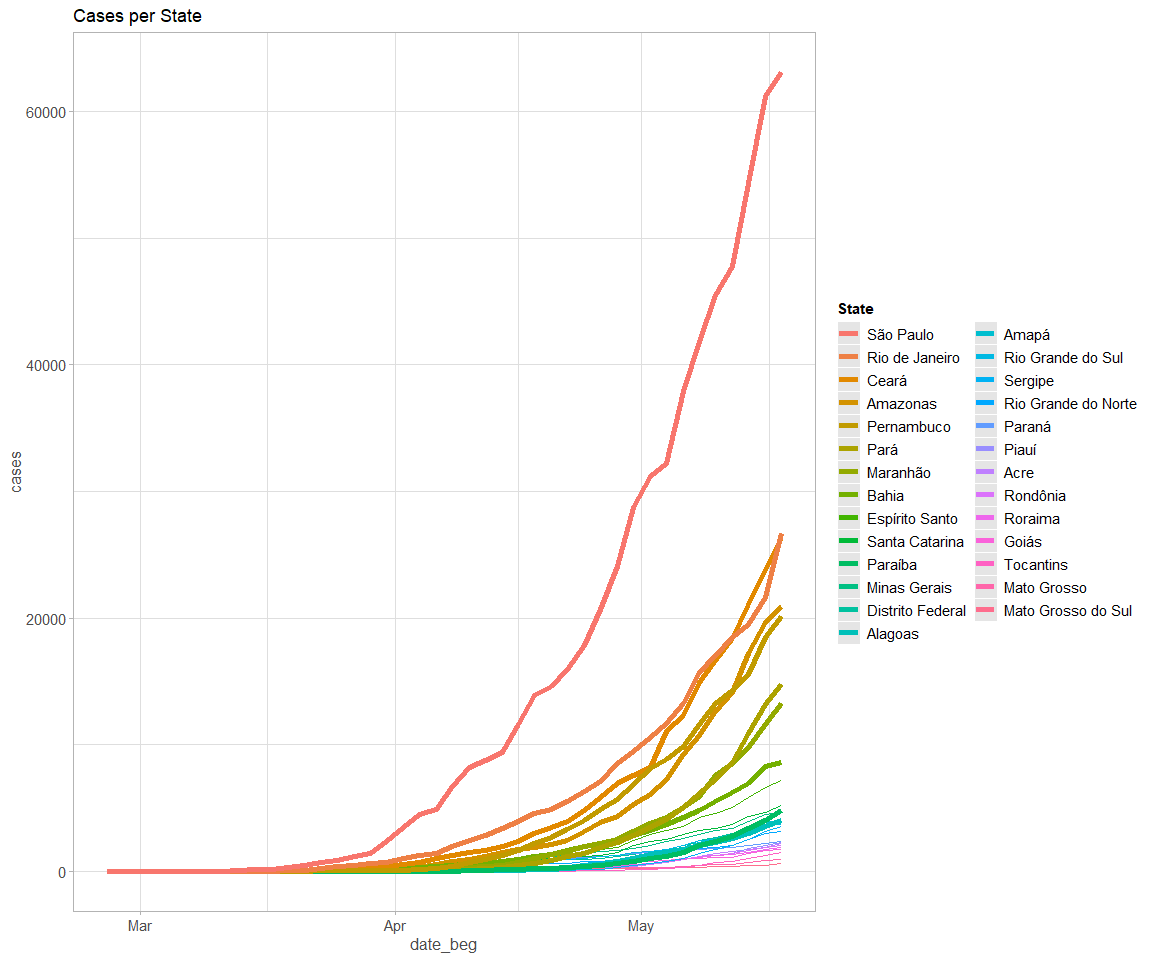 Cases per State
60000
40000
20000
0
cases
Mar
Apr
May
date_beg
State
São Paulo
Rio de Janeiro
Ceará
Amazonas
Pernambuco
Pará
Maranhão
Bahia
Espírito Santo
Santa Catarina
Paraíba
Minas Gerais
Distrito Federal
Alagoas
Amapá
Rio Grande do Sul
Sergipe
Rio Grande do Norte
Paraná
Piauí
Acre
Rondônia
Roraima
Goiás
Tocantins
Mato Grosso
Mato Grosso do Sul